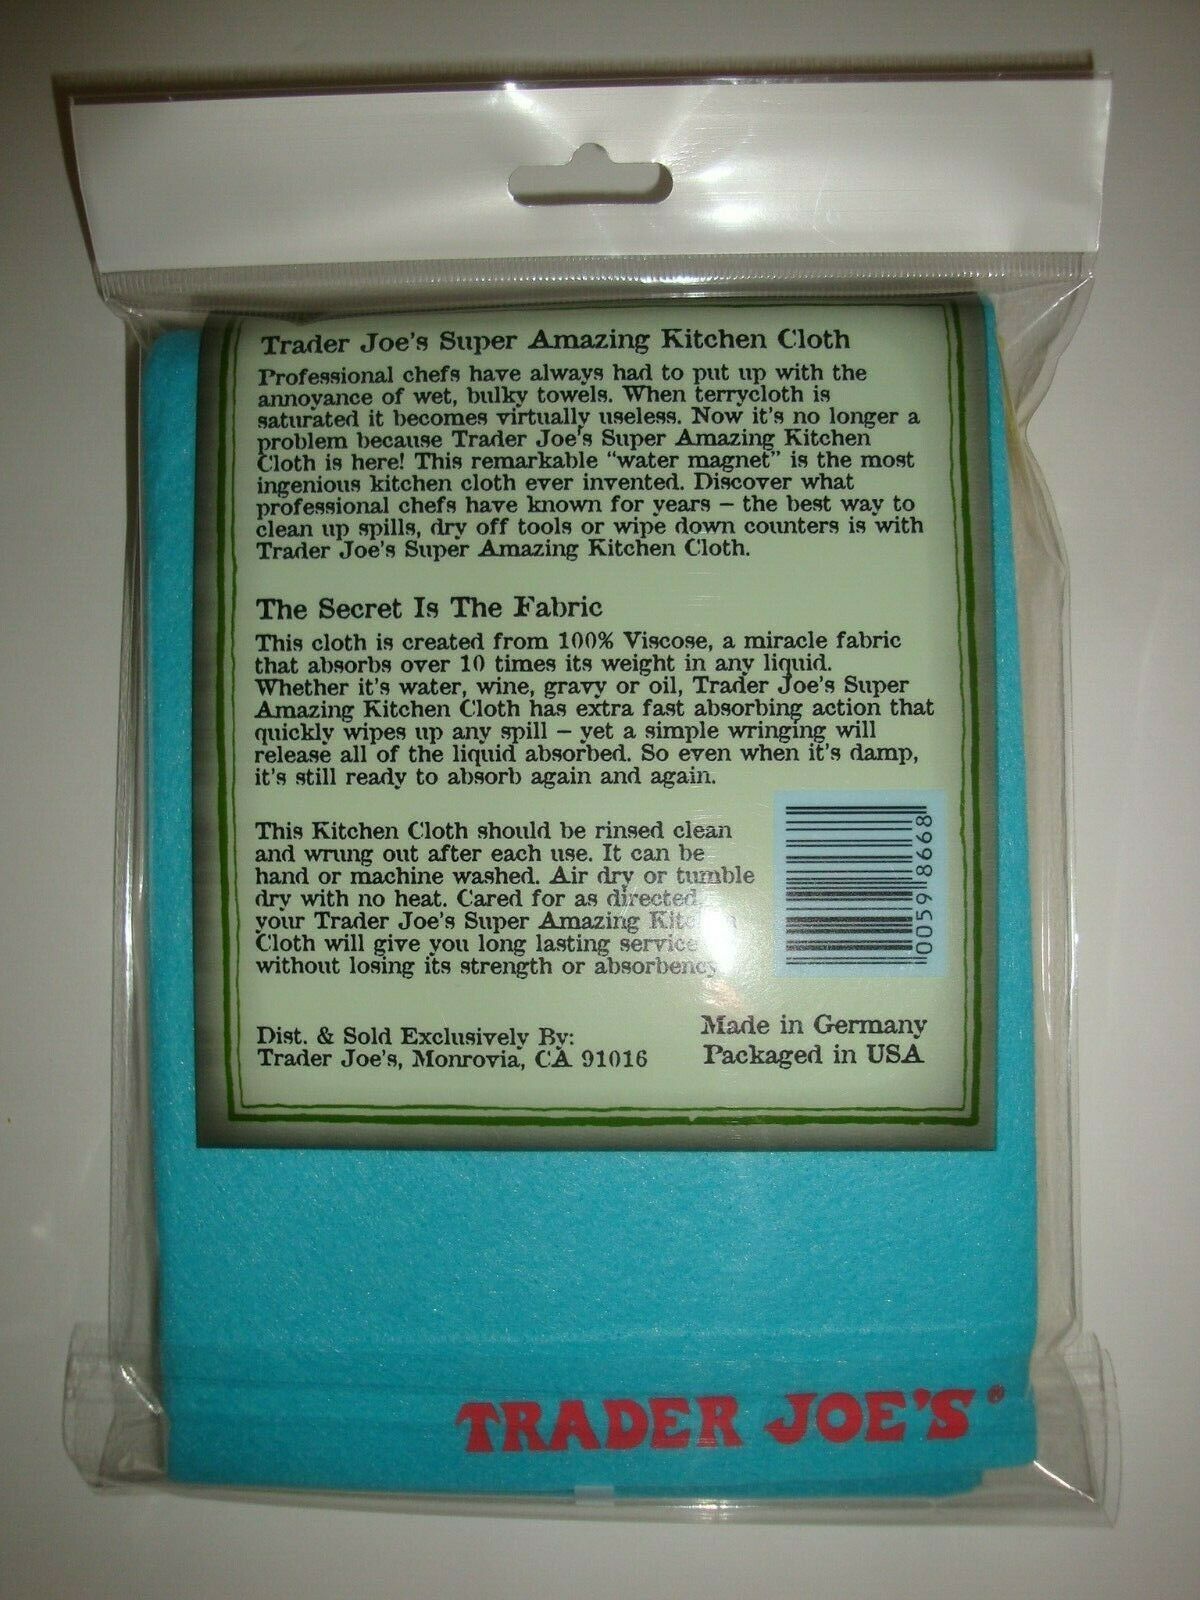 Trader Joe's Super Amazing Kitchen Cloth
Professional chefs have always had to put up with the
annoyance of wet, bulky towels. When terrycloth is
saturated it becomes virtually useless. Now it's no longer a
problem because Trader Joe's Super Amazing Kitchen
Cloth is here! This remarkable "water magnet" is the most
ingenious kitchen cloth ever invented. Discover what
professional chefs have known for years – the best way to
clean up spills, dry off tools or wipe down counters is with
Trader Joe's Super Amazing Kitchen Cloth.
The Secret Is The Fabric
This cloth is created from 100% Viscose, a miracle fabric
that absorbs over 10 times its weight in any liquid.
Whether it's water, wine, gravy or oil, Trader Joe's Super
Amazing Kitchen Cloth has extra fast absorbing action that
quickly wipes up any spill – yet a simple wringing will
release all of the liquid absorbed. So even when it's damp,
it's still ready to absorb again and again.
This Kitchen Cloth should be rinsed clean
and wrung out after each use. It can be
hand or machine washed. Air dry or tumble
dry with no heat. Cared for as directed,
your Trader Joe's Super Amazing Kitchen
Cloth will give you long lasting service
without losing its strength or absorbency
0059 8668
Dist. & Sold Exclusively By:
Trader Joe's, Monrovia, CA 91016
Made in Germany
Packaged in USA
TRADER JOE'S®